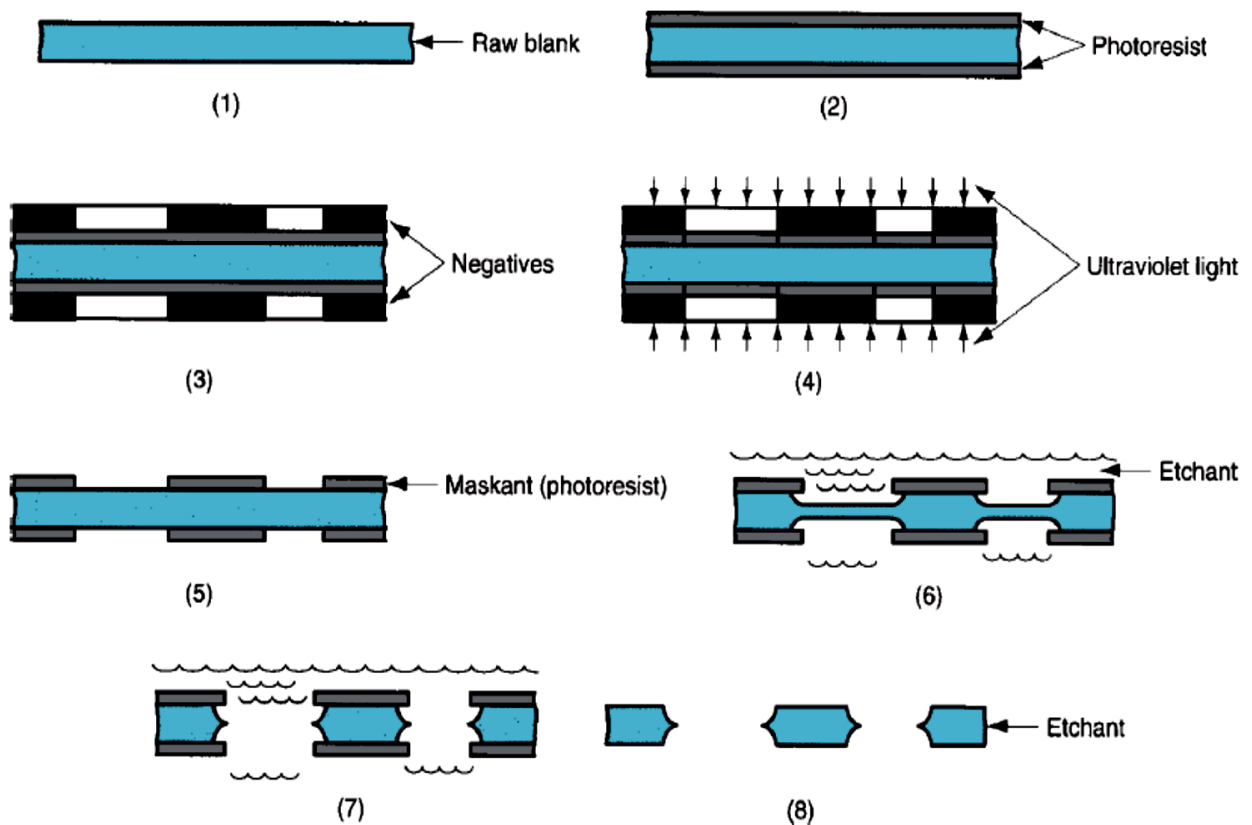 Raw blank
(1)
Photoresist
(2)
Negatives
(3)
Ultraviolet light
(4)
Maskant (photoresist)
(5)
Etchant
(6)
(7)
Etchant
(8)